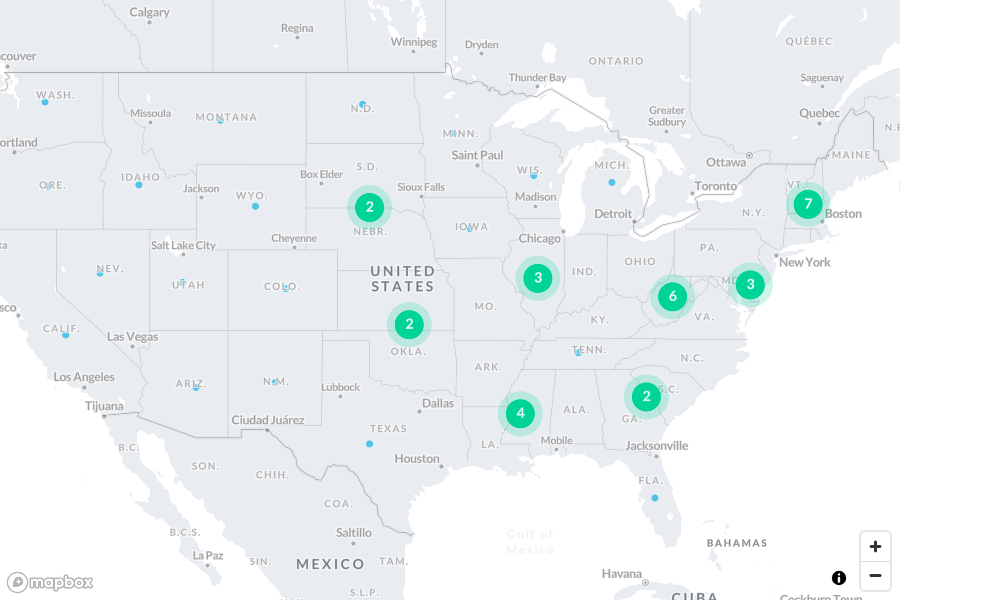 Calgary
Regina
Winnipeg
Dryden
QUÉBEC
ONTARIO
couver
Thunder Bay
Saguenay
WASH.
Missoula
MONTANA
N.D.
MINN.
Greater
Sudbury
Quebec
N.B
ortland
Saint Paul
Ottawa
MAINE
ORE.
IDAHO
Jackson
WYO.
Box Elder
S.D.
Sioux Falls
WIS.
Madison
MICH.
Toronto
VT.
2
7
Detroit
N.Y.
Boston
NEBR.
IOWA
Chicago
ka
Salt Lake City
Cheyenne
PA.
New York
NEV.
UTAH
COLO.
UNITED
STATES
3
IND.
OHIO
MD.
3
6
sco
MO.
KY.
VA.
CALIF.
Las Vegas
2
OKLA.
TENN.
N.C.
Los Angeles
ARIZ.
N.M.
Lubbock
ARK.
2
S.C.
Tijuana
Ciudad Juárez
Dallas
4
ALA.
GA.
TEXAS
B.C.
LA.
Mobile
Jacksonville
SON.
CHIH.
Houston
FLA.
COA.
B.C.S.
Saltillo
Gulf of
Mexico
BAHAMAS
La Paz
SIN.
MEXICO
TAM.
Havana
mapbox
S.L.P.
CUBA
Cockburn Town